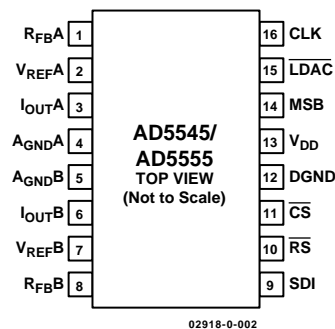 RFBA 1
VREFA 2
IOUTA 3
AGNDA 4
AGNDB 5
IOUTB 6
VREFB 7
RFBB 8
AD5545/
AD5555
TOP VIEW
(Not to Scale)
16 CLK
15 LDAC
14 MSB
13 VDD
12 DGND
11 CS
10 RS
9 SDI
02918-0-002